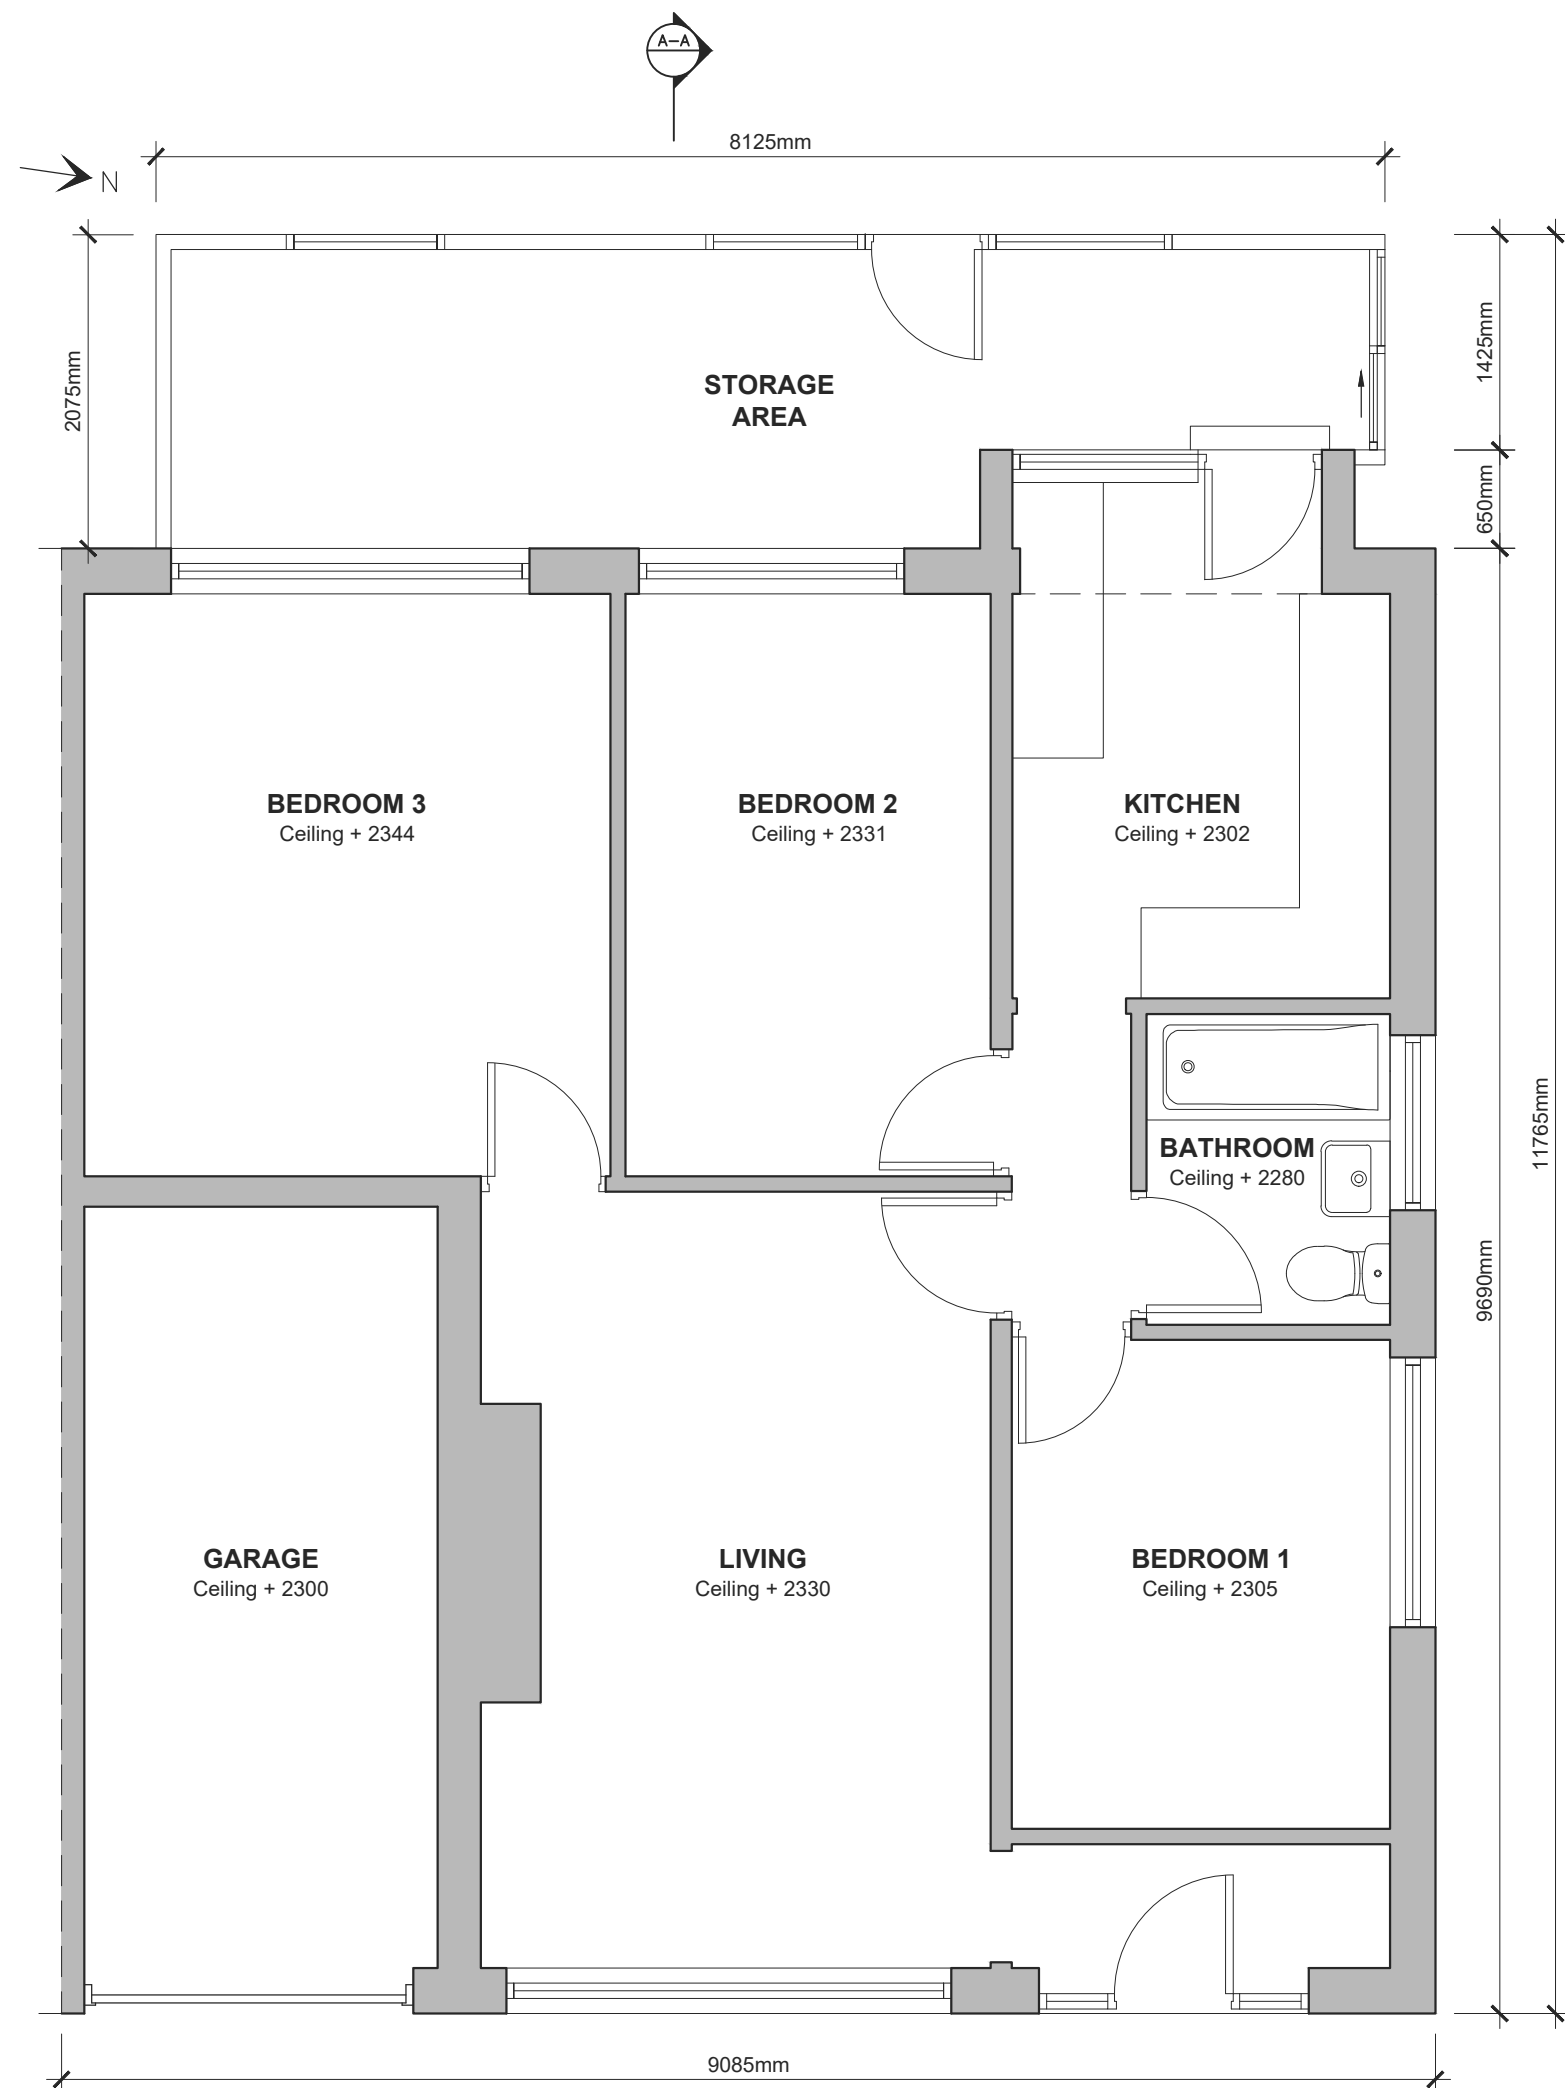 A–A
8125mm
N
2075mm
1425mm
STORAGE
AREA
650mm
BEDROOM 3
Ceiling + 2344
BEDROOM 2
Ceiling + 2331
KITCHEN
Ceiling + 2302
BATHROOM
Ceiling + 2280
11765mm
9690mm
GARAGE
Ceiling + 2300
LIVING
Ceiling + 2330
BEDROOM 1
Ceiling + 2305
9085mm